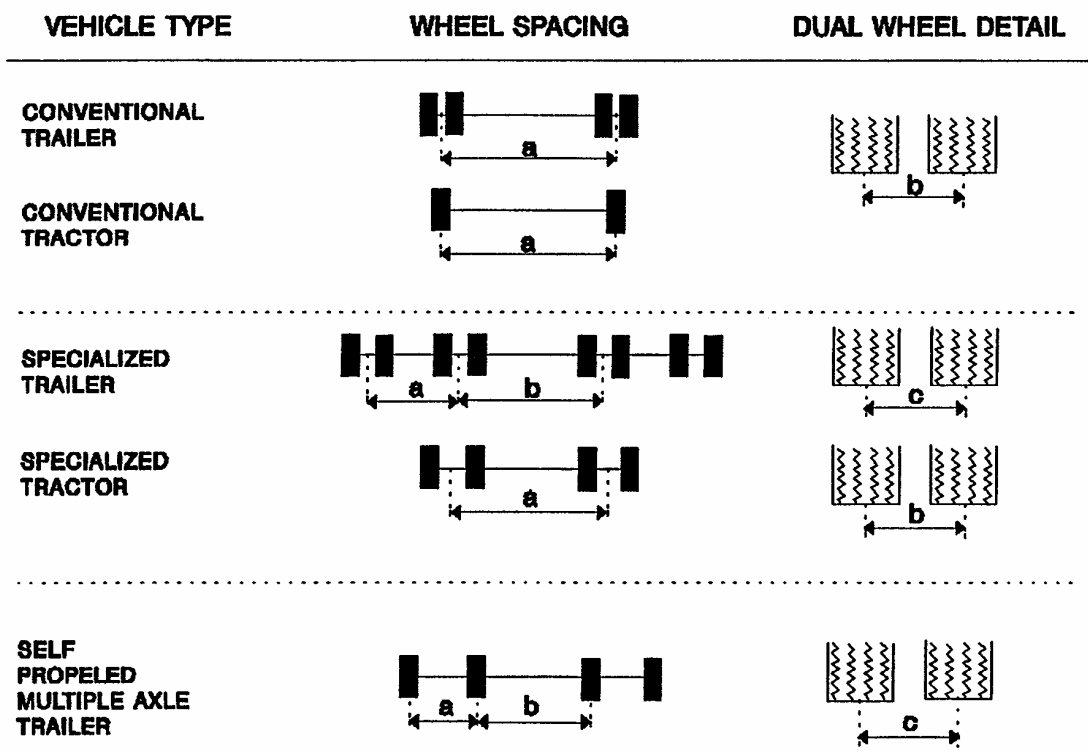 VEHICLE TYPE WHEEL SPACING DUAL WHEEL DETAIL
CONVENTIONAL
TRAILER
a
b
CONVENTIONAL
TRACTOR
a
SPECIALIZED
TRAILER
a b
c
SPECIALIZED
TRACTOR
a
b
SELF
PROPELED
MULTIPLE AXLE
TRAILER
a b
c